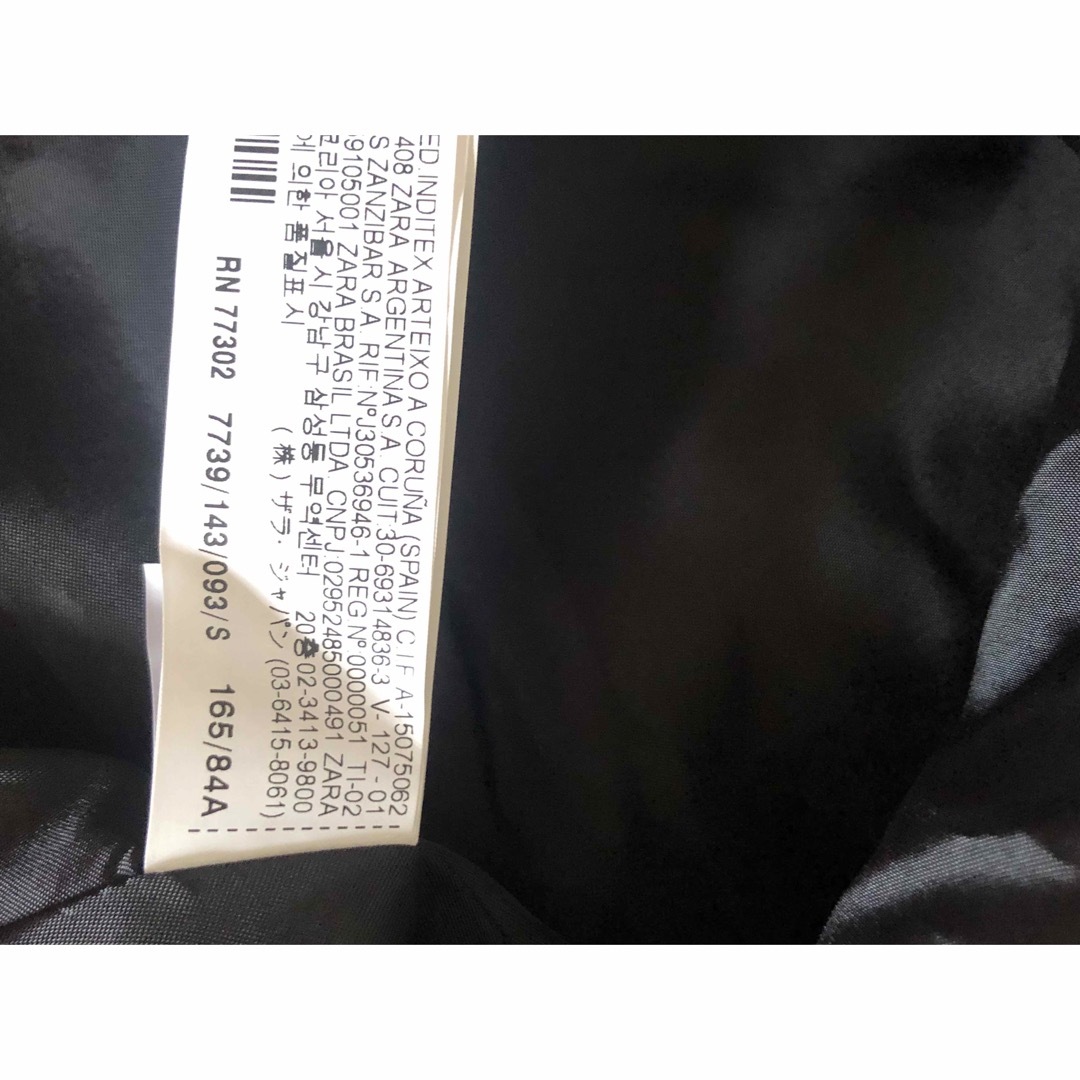 ED.INDITEX ARTEIXO A CORUÑA (SPAIN) C.I.F. A-15075062
408 ZARA ARGENTINA S.A. CUIT:30-69314836-3 V- 127 - 01
S ZANZIBAR S.A. RIF:NºJ30536946-1 REG Nº 0000051 TI-02
9105001 ZARA BRASIL LTDA. CNPJ:02952485000491 ZARA
코리아 서울시 강남구 삼성동 무역센터 20층 02-3413-9800
에 의한 품질표시 (株) ザラ・ジャパン (03-6415-8061)
RN 77302 7739/143/093/S 165/84A